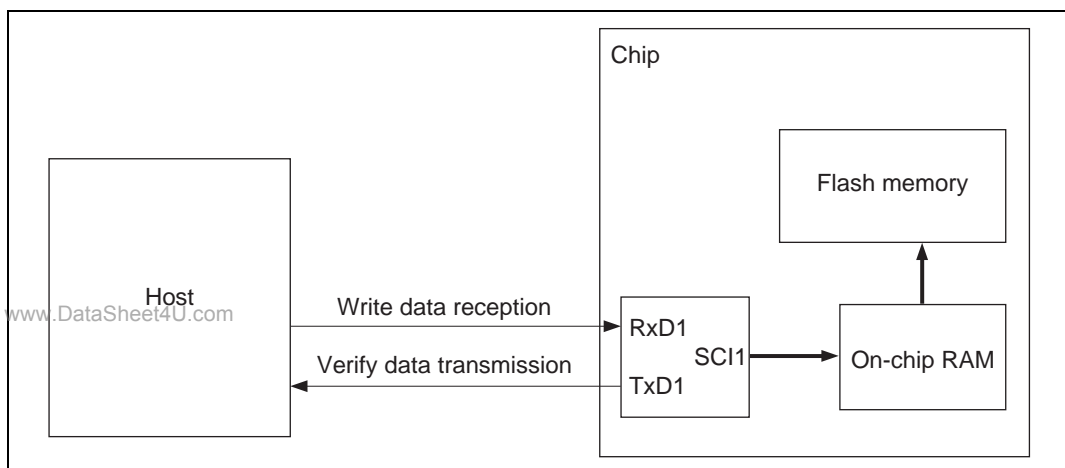 Chip
Flash memory
Host
www.DataSheet4U.com
Write data reception
RxD1
SCI1
On-chip RAM
Verify data transmission
TxD1